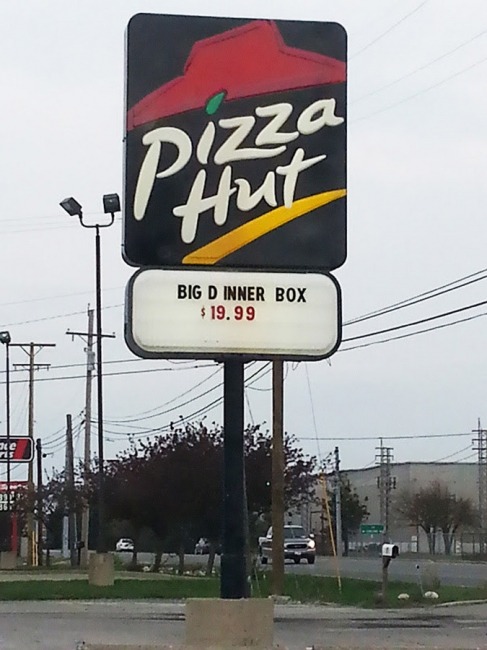 Pizza
Hut
BIG D INNER BOX
$19.99